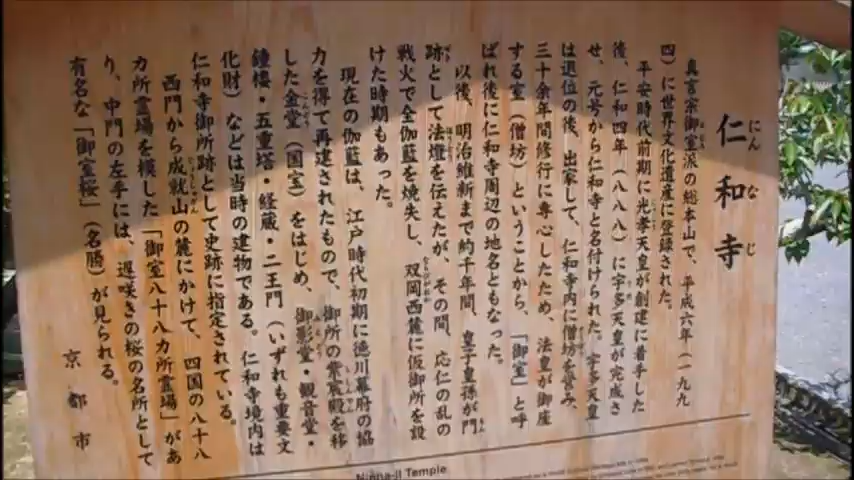 仁和寺
にんなじ
真言宗御室派の総本山で、平成六年(一九九
四)に世界文化遺産に登録された。
平安時代前期に光孝天皇が創建に着手した
後、仁和四年(八八八)に宇多天皇が完成さ
せ、元号から仁和寺と名付けられた。宇多天皇
は退位の後、出家して、仁和寺内に僧坊を営み、
三十余年間修行に専心したため、法皇が御座
する室(僧坊)ということから、「御室」と呼
ばれ後に仁和寺周辺の地名ともなった。
以後、明治維新まで約千年間、皇子皇孫が門
跡として法燈を伝えたが、その間、応仁の乱の
戦火で全伽藍を焼失し、双岡西麓に仮御所を設
けた時期もあった。
現在の伽藍は、江戸時代初期に徳川幕府の協
力を得て再建されたもので、御所の紫宸殿を移
した金堂(国宝)をはじめ、御影堂・観音堂・
鐘楼・五重塔・経蔵・二王門(いずれも重要文
化財)などは当時の建物である。仁和寺境内は
仁和寺御所跡として史跡に指定されている。
西門から成就山の麓にかけて、四国の八十八
カ所霊場を模した「御室八十八カ所霊場」があ
り、中門の左手には、遅咲きの桜の名所として
有名な「御室桜」(名勝)が見られる。
京都市
Ninna-ji Temple